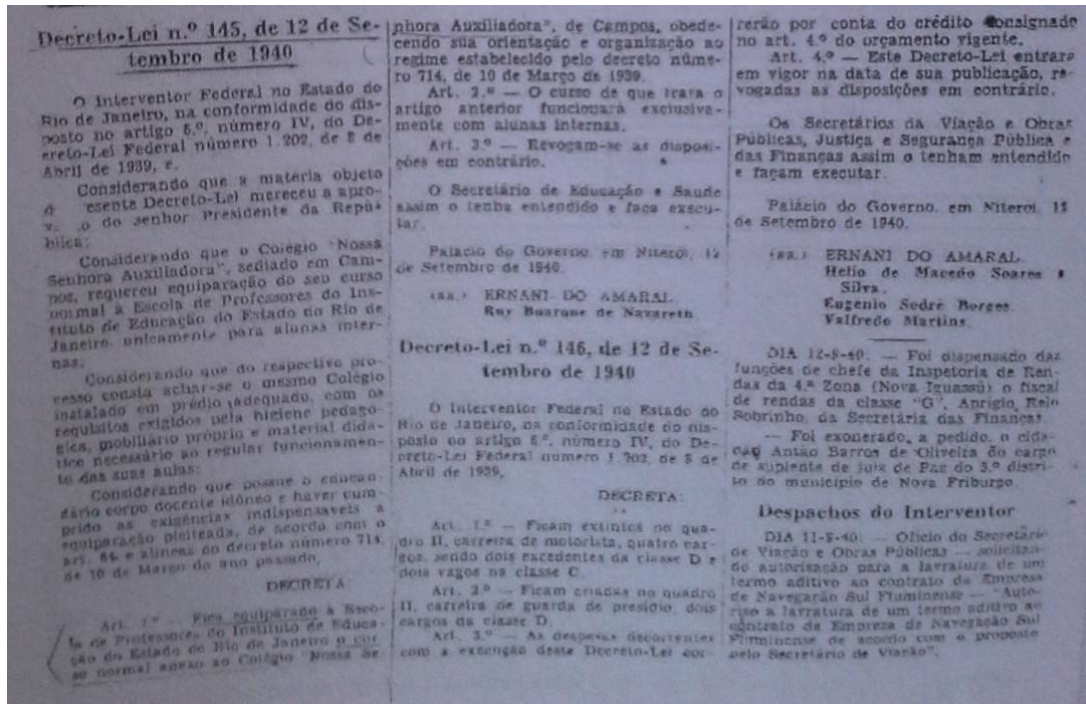 Decreto-Lei n.º 145, de 12 de Se-
tembro de 1940
O Interventor Federal no Estado do
Rio de Janeiro, na conformidade do dis-
posto no artigo 6.º, número IV, do De-
creto-Lei Federal número 1.202, de 8 de
Abril de 1939, e,
Considerando que a materia objeto
esente Decreto-Lei mereceu a apro-
o do senhor Presidente da Repú-
blica;
Considerando que o Colégio "Nossa
Senhora Auxiliadora", sediado em Cam-
pos, requereu equiparação do seu curso
normal à Escola de Professores do Ins-
tituto de Educação do Estado do Rio de
Janeiro, unicamente para alunas inter-
nas;
Considerando que do respectivo pro-
cesso consta achar-se o mesmo Colégio
instalado em prédio adequado, com os
requisitos exigidos pela higiene pedagó-
gica, mobiliário próprio e material didá-
tico necessário ao regular funcionamen-
to das suas aulas;
Considerando que possue o educan-
dário corpo docente idôneo e haver cum-
prido as exigências indispensaveis a
equiparação pleiteada, de acordo com o
art. 84 e alineas do decreto número 714,
de 10 de Março do ano passado,
DECRETA:
Art. 1.º — Fica equiparado à Esco-
la de Professores do Instituto de Educa-
ção do Estado do Rio de Janeiro o cur-
so normal anexo ao Colégio "Nossa Se-
nhora Auxiliadora", de Campos, obede-
cendo sua orientação e organização ao
regime estabelecido pelo decreto núme-
ro 714, de 10 de Março de 1939.
Art. 2.º — O curso de que trata o
artigo anterior funcionará exclusiva-
mente com alunas internas.
Art. 3.º — Revogam-se as disposi-
ções em contrário.
O Secretário de Educação e Saude
assim o tenha entendido e faça execu-
tar.
Palácio do Governo, em Niteroi, 12
de Setembro de 1940.
(aa.) ERNANI DO AMARAL.
Ruy Buarque de Nazareth
Decreto-Lei n.º 146, de 12 de Se-
tembro de 1940
O Interventor Federal no Estado do
Rio de Janeiro, na conformidade do dis-
posto no artigo 6.º, número IV, do De-
creto-Lei Federal numero 1.202, de 8 de
Abril de 1939,
DECRETA:
Art. 1.º — Ficam extintos no qua-
dro II, carreira de motorista, quatro car-
gos, sendo dois excedentes da classe D e
dois vagos na classe C.
Art. 2.º — Ficam criados no quadro
II, carreira de guarda de presidio, dois
cargos da classe D.
Art. 3.º — As despesas decorrentes
com a execução deste Decreto-Lei cor-
rerão por conta do crédito consignado
no art. 4.º do orçamento vigente.
Art. 4.º — Este Decreto-Lei entrará
em vigor na data de sua publicação, re-
vogadas as disposições em contrário.
Os Secretários da Viação e Obras
Públicas, Justiça e Segurança Pública e
das Finanças assim o tenham entendido
e façam executar.
Palácio do Governo, em Niteroi, 12
de Setembro de 1940.
(aa.) ERNANI DO AMARAL.
Helio de Macedo Soares e
Silva.
Eugenio Sodré Borges.
Valfredo Martins.
DIA 12-9-40. — Foi dispensado das
funções de chefe da Inspetoria de Ren-
das da 4.ª Zona (Nova Iguassú) o fiscal
de rendas da classe "G", Aprigio Relo
Sobrinho, da Secretaria das Finanças.
— Foi exonerado, a pedido, o cida-
dão Antão Barros de Oliveira do cargo
de suplente de juiz de Paz do 5.º distri-
to do municipio de Nova Friburgo.
Despachos do Interventor
DIA 11-9-40. — Oficio do Secretário
de Viação e Obras Públicas — solicitan-
do autorisação para a lavratura de um
termo aditivo ao contrato da Empresa
de Navegação Sul Fluminense — "Auto-
riso a lavratura de um termo aditivo ao
contrato da Empreza de Navegação Sul
Fluminense de acordo com o proposto
pelo Secretário de Viação".